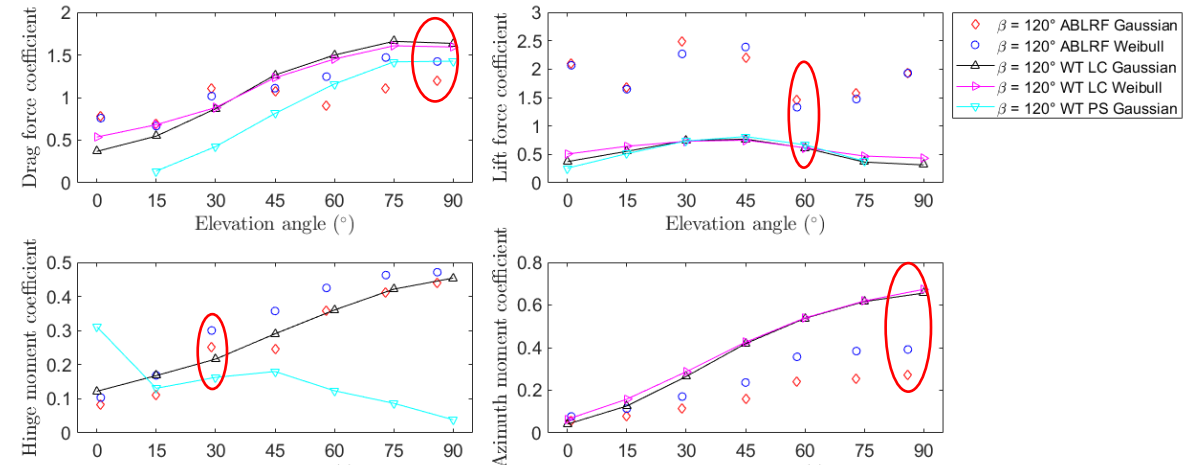 Drag force coefficient
2
1.5
1
0.5
0
0 15 30 45 60 75 90
Elevation angle (°)
Lift force coefficient
3
2.5
2
1.5
1
0.5
0
0 15 30 45 60 75 90
Elevation angle (°)
β = 120° ABLRF Gaussian
β = 120° ABLRF Weibull
β = 120° WT LC Gaussian
β = 120° WT LC Weibull
β = 120° WT PS Gaussian
Hinge moment coefficient
0.5
0.4
0.3
0.2
0.1
0
0 15 30 45 60 75 90
Azimuth moment coefficient
0.8
0.6
0.4
0.2
0
0 15 30 45 60 75 90